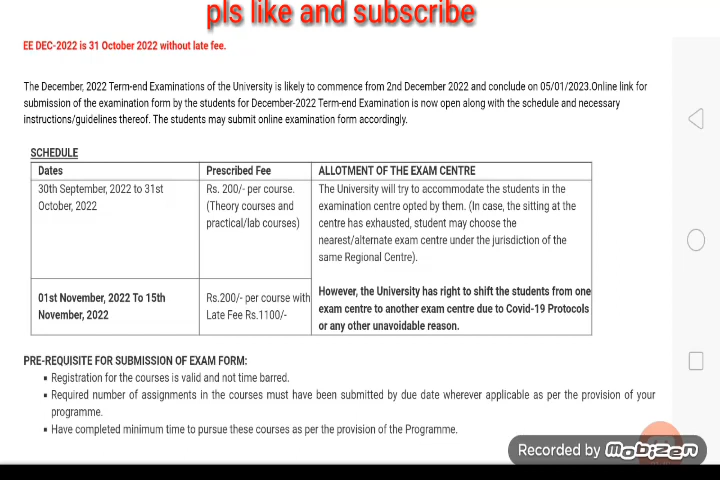 pls like and subscribe
EE DEC-2022 is 31 October 2022 without late fee.
The December, 2022 Term-end Examinations of the University is likely to commence from 2nd December 2022 and conclude on 05/01/2023.Online link for
submission of the examination form by the students for December-2022 Term-end Examination is now open along with the schedule and necessary
instructions/guidelines thereof. The students may submit online examination form accordingly.
SCHEDULE
Dates
Prescribed Fee
ALLOTMENT OF THE EXAM CENTRE
30th September, 2022 to 31st
October, 2022
Rs. 200/- per course.
(Theory courses and
practical/lab courses)
The University will try to accommodate the students in the
examination centre opted by them. (In case, the sitting at the
centre has exhausted, student may choose the
nearest/alternate exam centre under the jurisdiction of the
same Regional Centre).
01st November, 2022 To 15th
November, 2022
Rs.200/- per course with
Late Fee Rs.1100/-
However, the University has right to shift the students from one
exam centre to another exam centre due to Covid-19 Protocols
or any other unavoidable reason.
PRE-REQUISITE FOR SUBMISSION OF EXAM FORM:
▪ Registration for the courses is valid and not time barred.
▪ Required number of assignments in the courses must have been submitted by due date wherever applicable as per the provision of your
programme.
▪ Have completed minimum time to pursue these courses as per the provision of the Programme.
Recorded by Mobizen